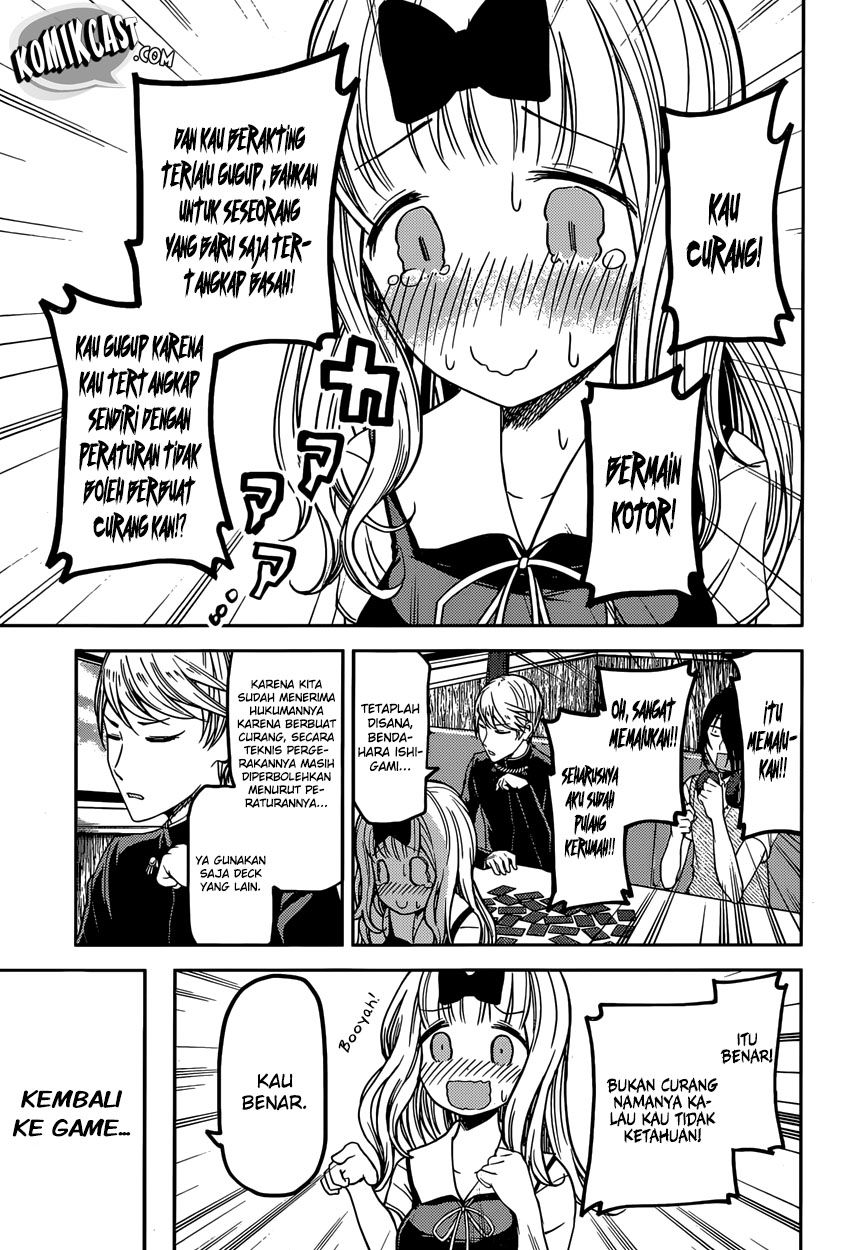 KOMIKCAST
.COM
KAU
CURANG!
BERMAIN
KOTOR!
DAN KAU BERAKTING
TERLALU GUGUP, BAHKAN
UNTUK SESEORANG
YANG BARU SAJA TER-
TANGKAP BASAH!
KAU GUGUP KARENA
KAU TERTANGKAP
SENDIRI DENGAN
PERATURAN TIDAK
BOLEH BERBUAT
CURANG KAN!?
カ
ァ
ァ
ァ
ITU
MEMALU-
KAN!!
OH, SANGAT
MEMALUKAN!!
SEHARUSNYA
AKU SUDAH
PULANG
KERUMAH!!
TETAPLAH
DISANA,
BENDA-
HARA ISHI-
GAMI...
KARENA KITA
SUDAH MENERIMA
HUKUMANNYA
KARENA BERBUAT
CURANG, SECARA
TEKNIS PERGE-
RAKANNYA MASIH
DIPERBOLEHKAN
MENURUT PE-
RATURANNYA...
YA GUNAKAN
SAJA DECK
YANG LAIN.
ITU
BENAR!
BUKAN CURANG
NAMANYA KA-
LAU KAU TIDAK
KETAHUAN!
Booyah!
KAU
BENAR.
KEMBALI
KE GAME...